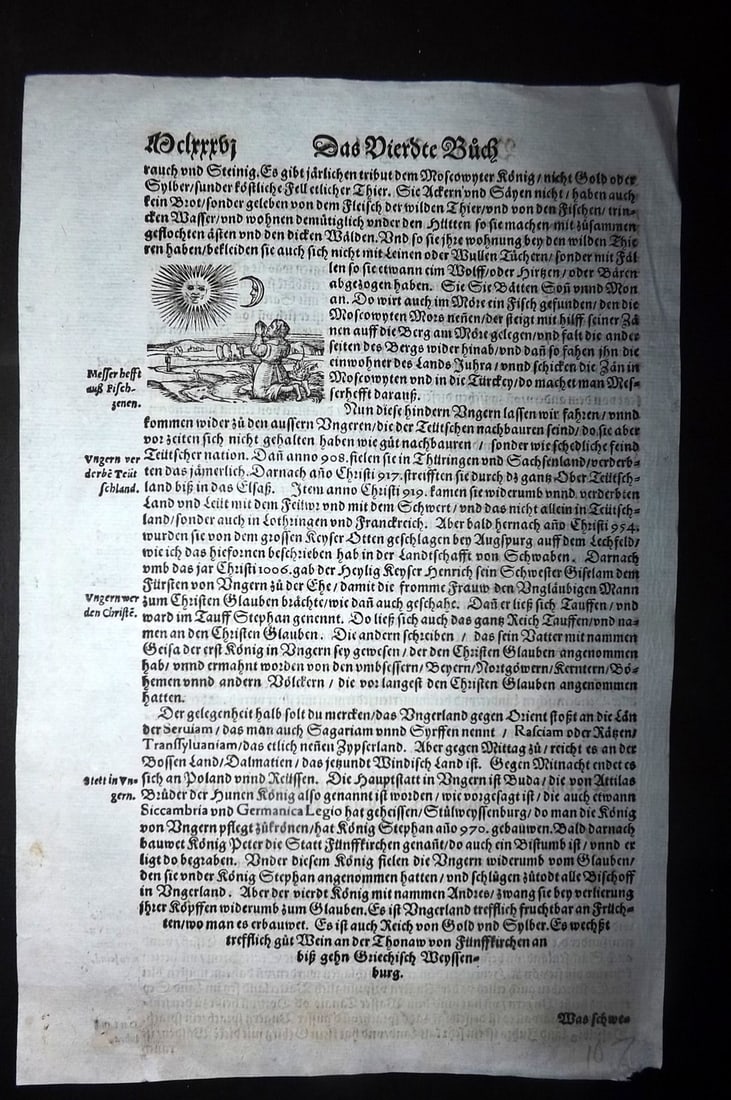 Mclxxxvj Das Vierdte Bůch
rauch vnd Steinig. Es gibt järlichen tribut dem Moscowyter König / nicht Gold oder
Sylber / sunder köstliche Fell etlicher Thier. Sie Ackern vnd Säyen nicht / haben auch
kein Brot / sonder geleben von dem Fleisch der wilden Thier / vnd von den Fischen / trin=
cken Wasser / vnd wohnen demütiglich vnder den Hütten so sie machen mit zůsammen
geflochten ästen vnd den dicken Wälden. Vnd so sie jhre wohnung bey den wilden Thie
ren haben / bekleiden sie auch sich nicht mit Leinen oder Wullen Tüchern / sonder mit Fäl
len so sie etwann eim Wolff / oder Hirtzen / oder Bären
abgezogen haben. Sie Sie Bätten Soñ vnnd Mon
an. Do wirt auch im Möre ein Fisch gefunden / den die
Moscowyten Mors neñen / der steigt mit hilff seiner Zä
nen auff die Berg am Möre gelegen / vnd falt die ander
seiten des Bergs wider hinab / vnd dañ so fahen jhn die
einwohner des Lands Juhra / vnnd schicken die Zän in
Moscowyten vnd in die Türckey / do machet man Mes=
serhefft darauß.
Messer hefft
auß Fisch=
zenen.
Nun diese hindern Vngern lassen wir fahren / vnnd
kommen wider zů den aussern Vngeren / die der Teütschen nachbauren seind / do sie aber
vor zeiten sich nicht gehalten haben wie gůt nachbauren / sonder wie schedliche feind
Teütscher nation. Dañ anno 908. fielen sie in Thüringen vnd Sachsenland / verderb=
ten das jämerlich. Darnach año Christi 917. streifften sie durch dz gantz Ober Teütsch=
land biß in das Elsaß. Item anno Christi 919. kamen sie widerumb vnnd verderbten
Vngern ver
derbẽ Teüt
schland.
Land vnd Leüt mit dem Feüwr vnd mit dem Schwert / vnd das nicht allein in Teütsch=
land / sonder auch in Lothringen vnd Franckreich. Aber bald hernach año Christi 954.
wurden sie von dem grossen Keyser Otten geschlagen bey Augspurg auff dem Lechfeld /
wie ich das hiefornen beschrieben hab in der Landtschafft von Schwaben. Darnach
vmb das jar Christi 1006. gab der Heylig Keyser Henrich sein Schwester Giselam dem
Fürsten von Vngern zů der Ehe / damit die fromme Frauw den Vngläubigen Mann
zum Christen Glauben brächte / wie dañ auch geschahe. Dañ er ließ sich Tauffen / vnd
ward im Tauff Stephan genennt. Do ließ sich auch das gantz Reich Tauffen / vnd na=
men an den Christen Glauben. Die andern schreiben / das sein Vatter mit nammen
Vngern wer
den Christẽ.
Geisa der erst König in Vngern sey gewesen / der den Christen Glauben angenommen
hab / vnnd ermahnt worden von den vmbsessern / Beyern / Nortgöwern / Kerntern / Bö=
hemen vnnd andern Völckern / die vor langest den Christen Glauben angenommen
hatten.
Der gelegenheit halb solt du mercken / das Vngerland gegen Orient stoßt an die Län
der Seruiam / das man auch Sagariam vnnd Syrffen nennt / Rasciam oder Rätzen /
Transsyluaniam / das etlich neñen Zypserland. Aber gegen Mittag zů / reicht es an der
Bossen Land / Dalmatien / das jetzundt Windisch Land ist. Gegen Mitnacht endet es
sich an Poland vnnd Reüssen. Die Hauptstatt in Vngern ist Buda / die von Attilas
Brüder der Hunen König also genannt ist worden / wie vorgesagt ist / die auch etwann
Stett in Vn=
gern.
Siccambria vnd Germanica Legio hat geheissen / Stůlweyssenburg / do man die König
von Vngern pflegt zůkrönen / hat König Stephan año 970. gebauwen. Bald darnach
bauwet König Peter die Statt Fünffkirchen genañt / do auch ein Bistumb ist / vnnd er
ligt do begraben. Vnder diesem König fielen die Vngern widerumb vom Glauben /
den sie vnder König Stephan angenommen hatten / vnd schlůgen zůtodt alle Bischoff
in Vngerland. Aber der vierdt König mit nammen Andres / zwang sie bey verlierung
jhrer Köpffen widerumb zum Glauben. Es ist Vngerland trefflich fruchtbar an Früch=
ten / wo man es erbauwet. Es ist auch Reich von Gold vnd Sylber. Es wechßt
trefflich gůt Wein an der Thonaw von Fünffkirchen an
biß gehn Griechisch Weyssen=
burg.
Was schwe=